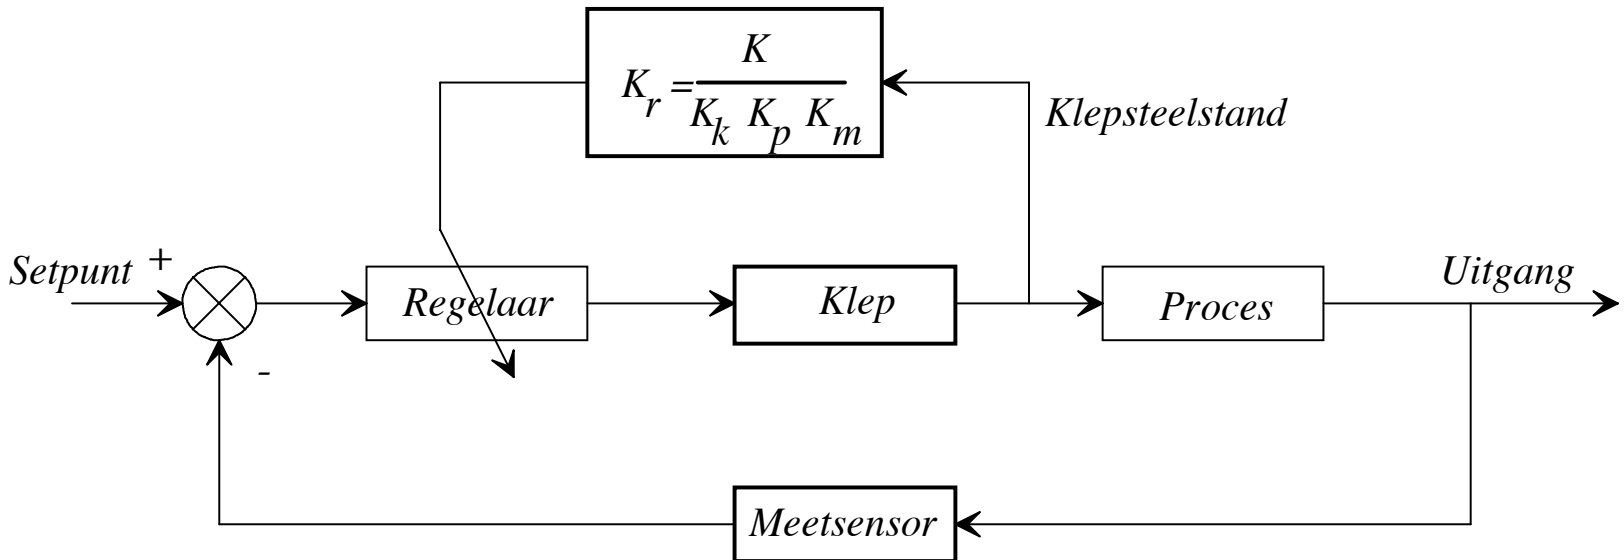 K
K_r =
K_k K_p K_m
Klepsteelstand
Setpunt +
Regelaar
Klep
Proces
Uitgang
-
Meetsensor